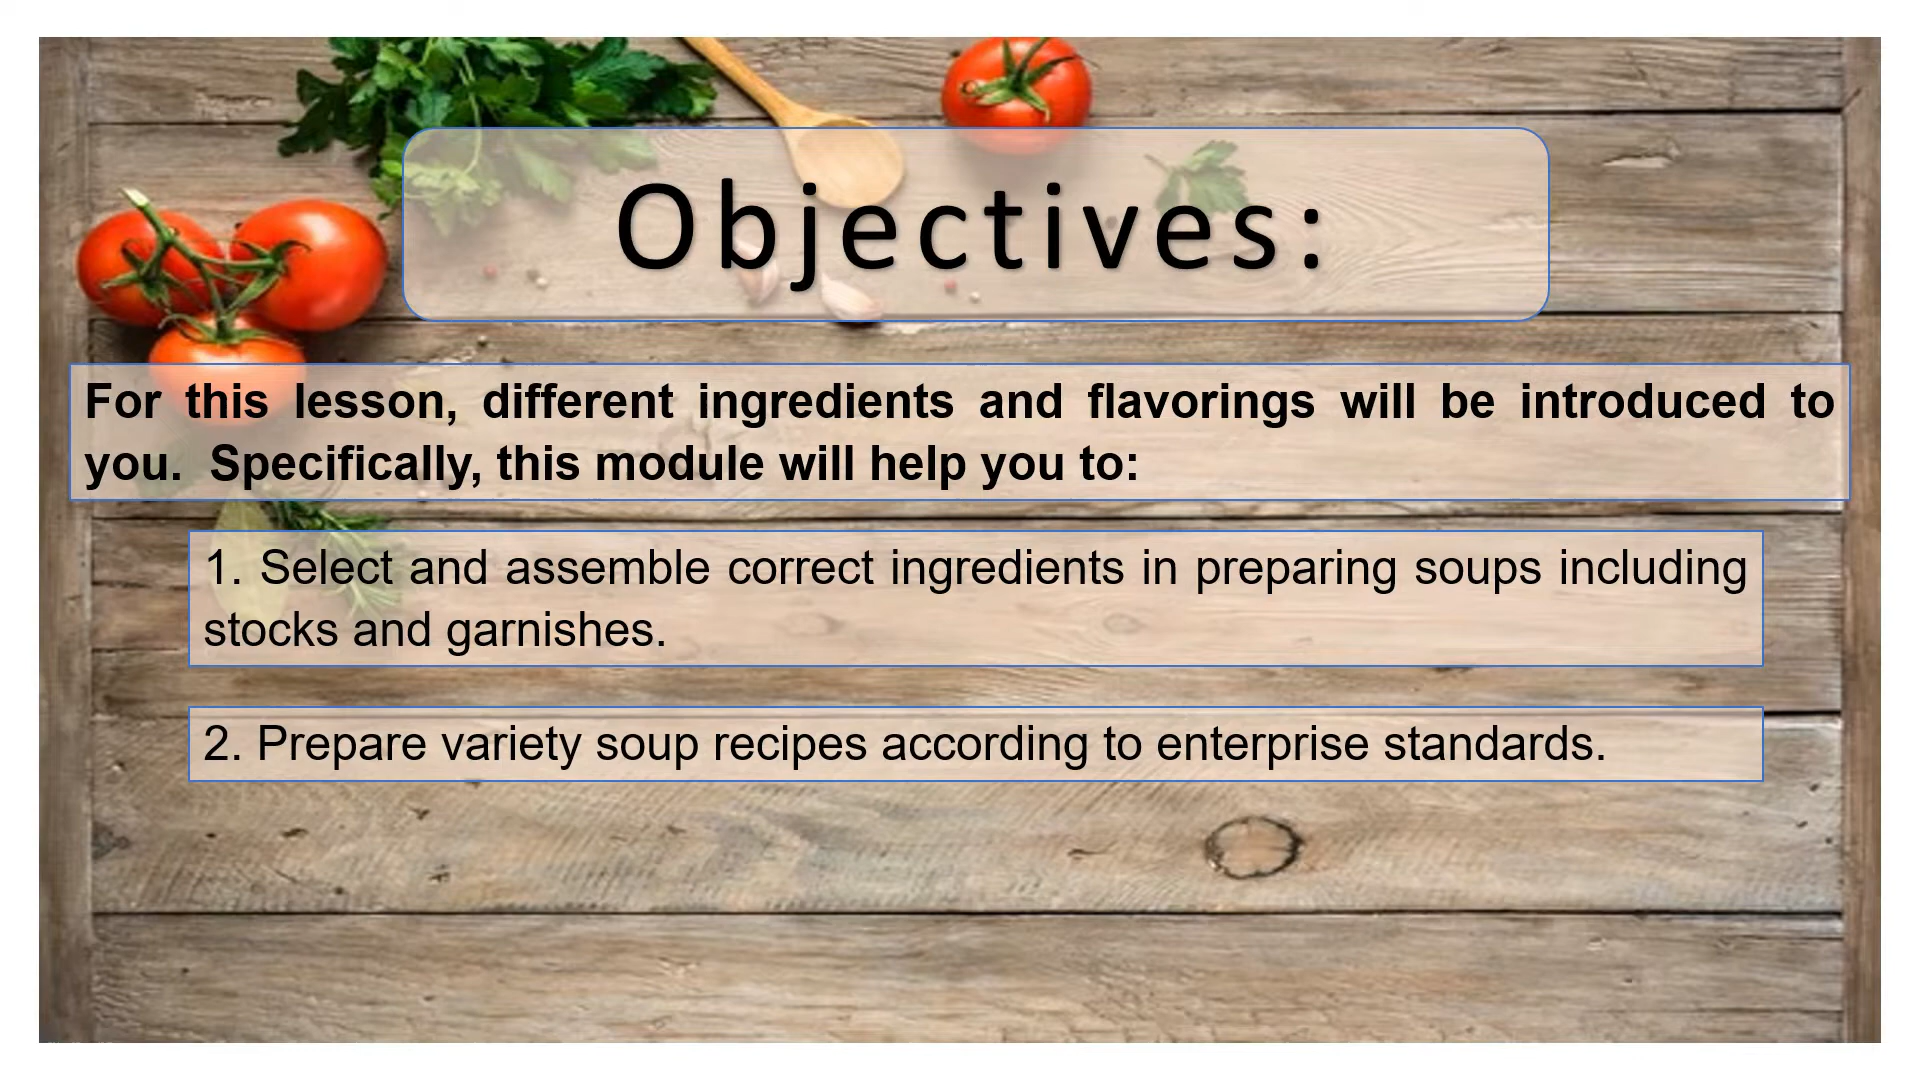 Objectives:
For this lesson, different ingredients and flavorings will be introduced to
you.  Specifically, this module will help you to:
1. Select and assemble correct ingredients in preparing soups including
stocks and garnishes.
2. Prepare variety soup recipes according to enterprise standards.